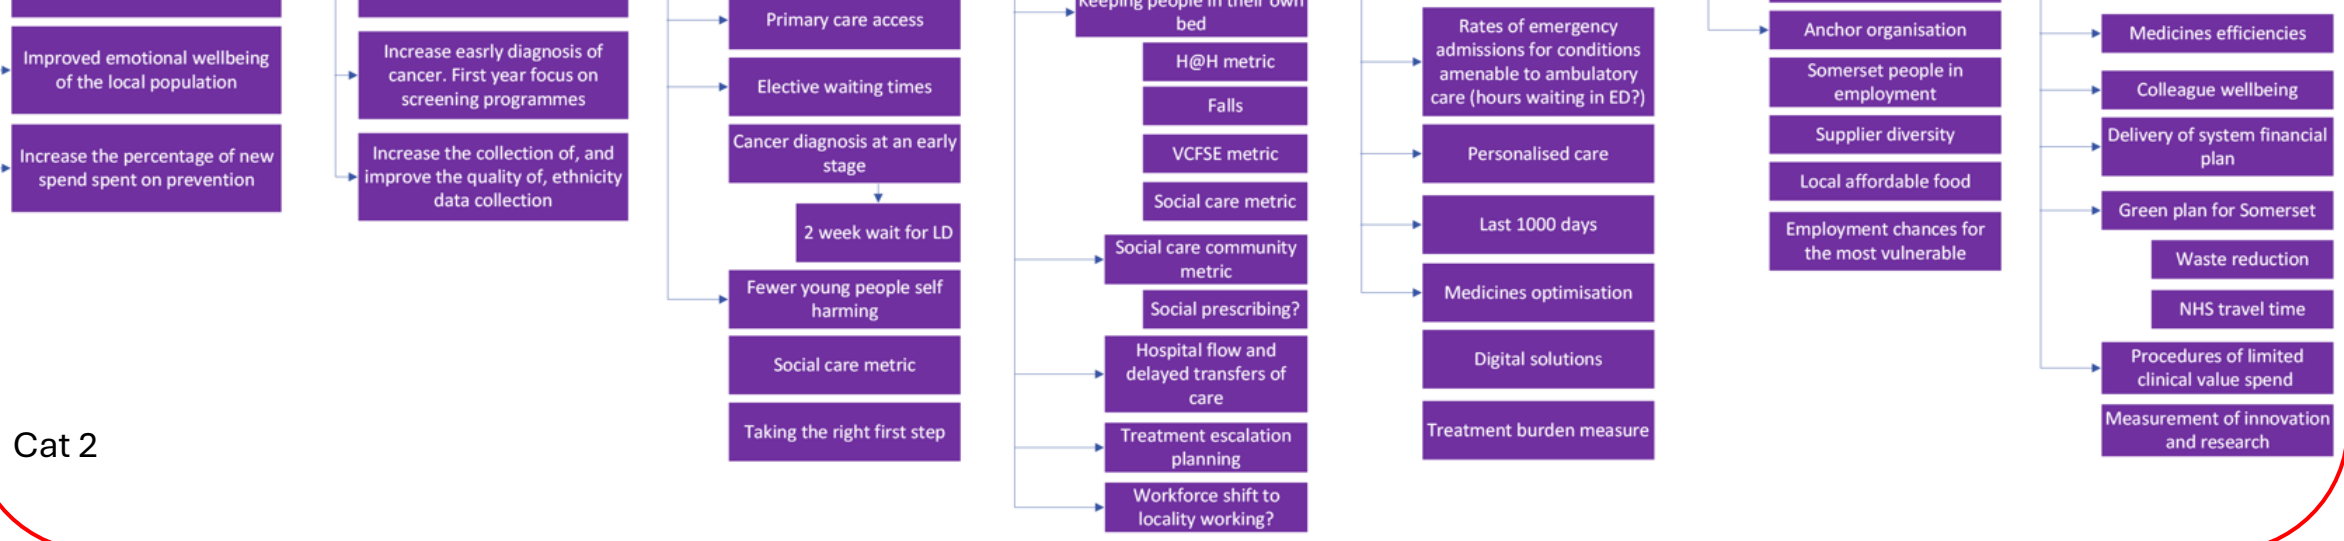 Improved emotional wellbeing
of the local population
Increase the percentage of new
spend spent on prevention
Increase easrly diagnosis of
cancer. First year focus on
screening programmes
Increase the collection of, and
improve the quality of, ethnicity
data collection
Primary care access
Elective waiting times
Cancer diagnosis at an early
stage
2 week wait for LD
Fewer young people self
harming
Social care metric
Taking the right first step
Keeping people in their own
bed
H@H metric
Falls
VCFSE metric
Social care metric
Social care community
metric
Social prescribing?
Hospital flow and
delayed transfers of
care
Treatment escalation
planning
Workforce shift to
locality working?
Rates of emergency
admissions for conditions
amenable to ambulatory
care (hours waiting in ED?)
Personalised care
Last 1000 days
Medicines optimisation
Digital solutions
Treatment burden measure
Anchor organisation
Somerset people in
employment
Supplier diversity
Local affordable food
Employment chances for
the most vulnerable
Medicines efficiencies
Colleague wellbeing
Delivery of system financial
plan
Green plan for Somerset
Waste reduction
NHS travel time
Procedures of limited
clinical value spend
Measurement of innovation
and research
Cat 2